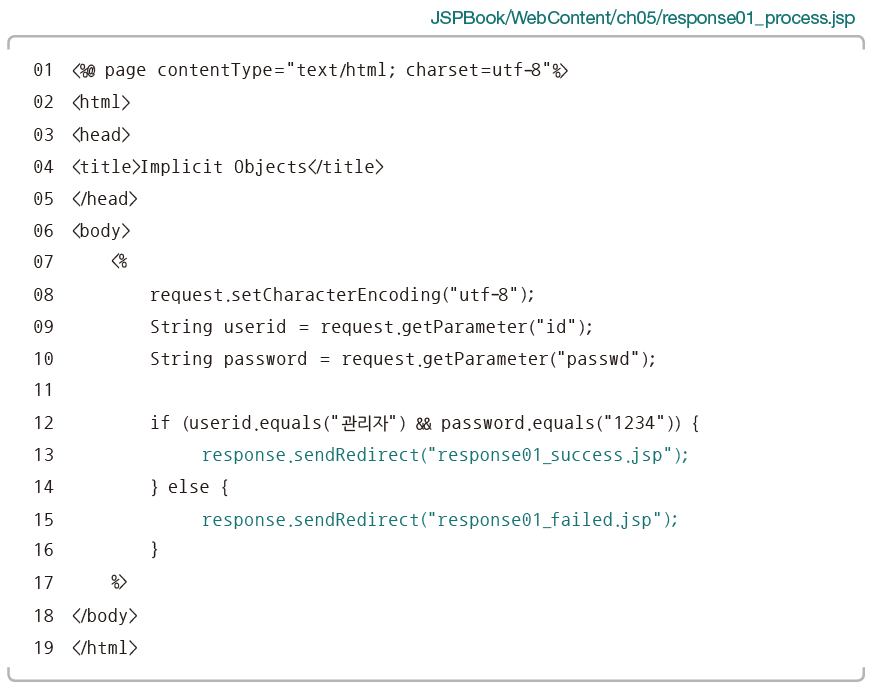 JSPBook/WebContent/ch05/response01_process.jsp
01 <%@ page contentType="text/html; charset=utf-8"%>
02 <html>
03 <head>
04 <title>Implicit Objects</title>
05 </head>
06 <body>
07     <%
08         request.setCharacterEncoding("utf-8");
09         String userid = request.getParameter("id");
10         String password = request.getParameter("passwd");
11
12         if (userid.equals("관리자") && password.equals("1234")) {
13             response.sendRedirect("response01_success.jsp");
14         } else {
15             response.sendRedirect("response01_failed.jsp");
16         }
17     %>
18 </body>
19 </html>